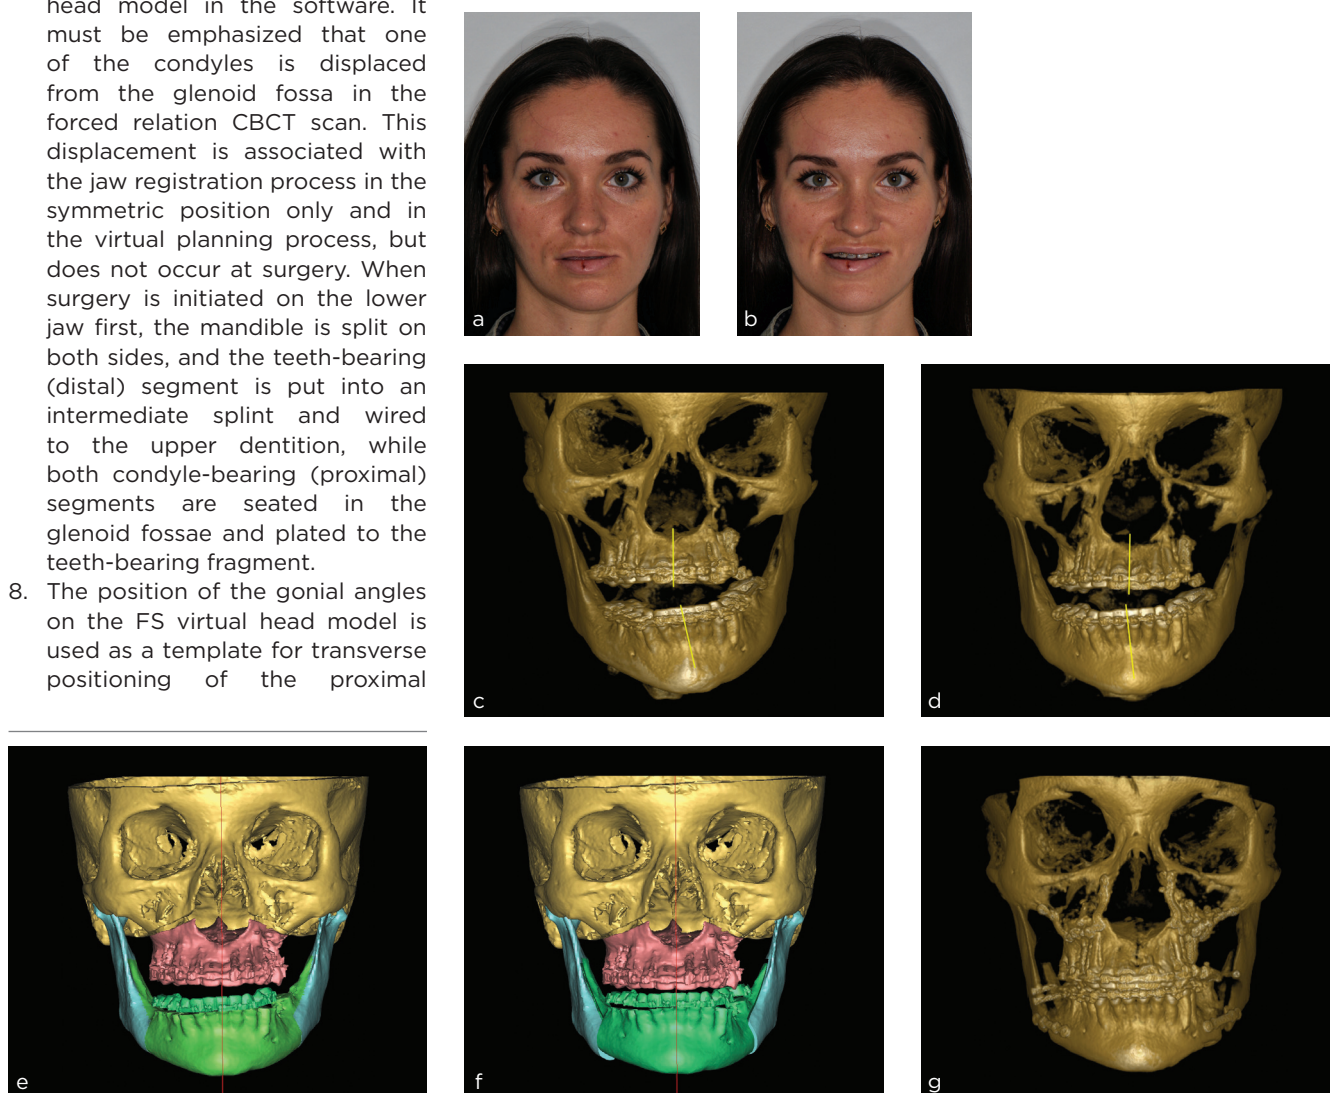 head model in the software. It
must be emphasized that one
of the condyles is displaced
from the glenoid fossa in the
forced relation CBCT scan. This
displacement is associated with
the jaw registration process in the
symmetric position only and in
the virtual planning process, but
does not occur at surgery. When
surgery is initiated on the lower
jaw first, the mandible is split on
both sides, and the teeth-bearing
(distal) segment is put into an
intermediate splint and wired
to the upper dentition, while
both condyle-bearing (proximal)
segments are seated in the
glenoid fossae and plated to the
teeth-bearing fragment.
8. The position of the gonial angles
on the FS virtual head model is
used as a template for transverse
positioning of the proximal
a
b
c
d
e
f
g